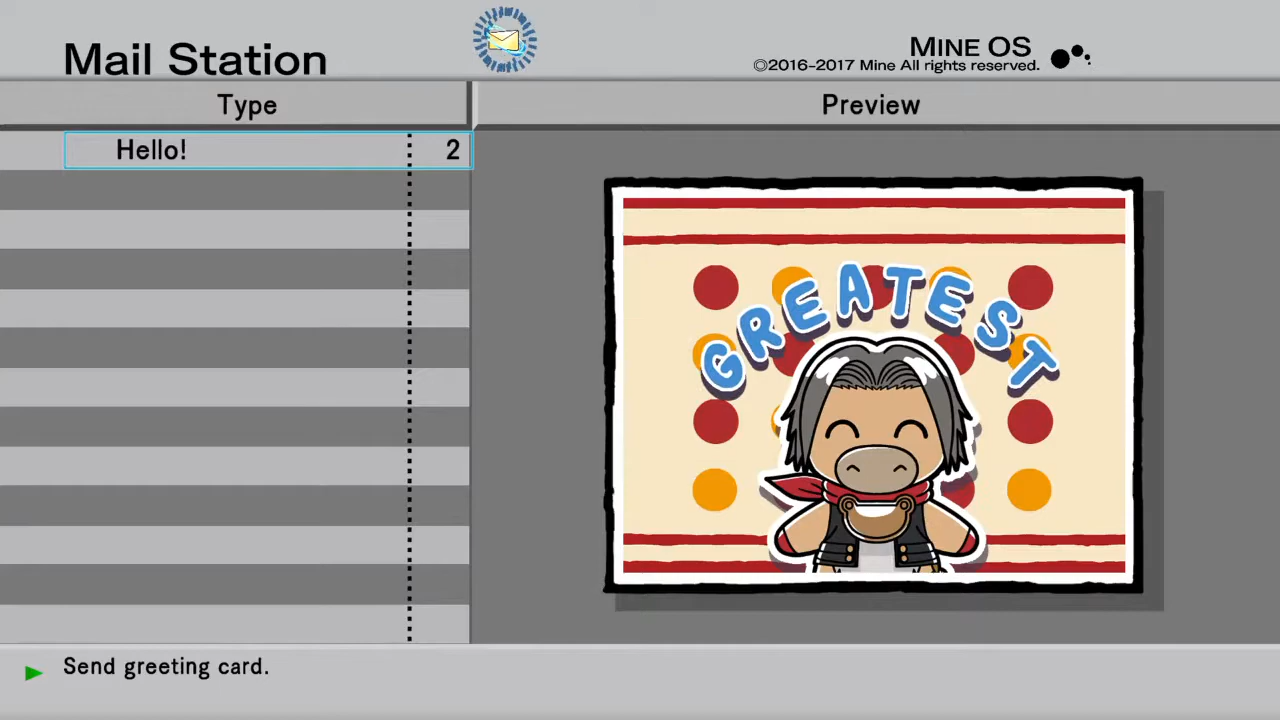 Mail Station
MINE OS
©2016-2017 Mine All rights reserved.
Type
Preview
Hello! 2
GREATEST
Send greeting card.